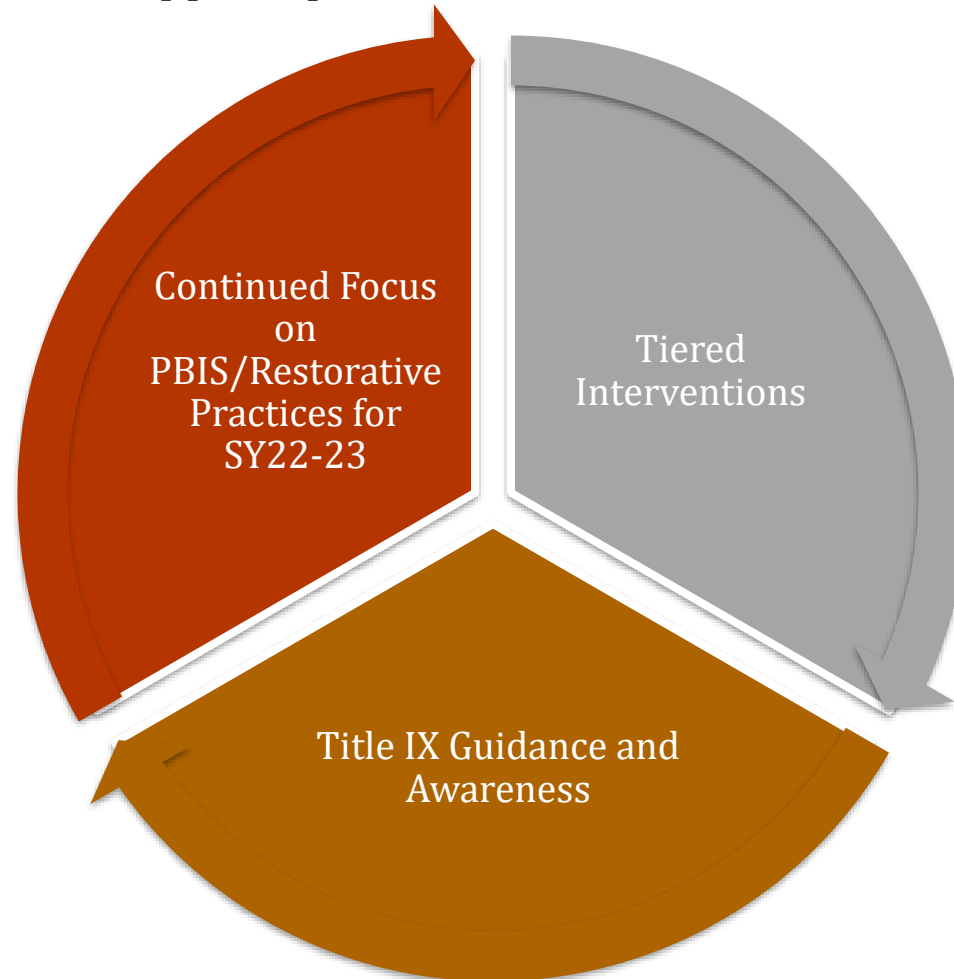 Continued Focus
on
PBIS/Restorative
Practices for
SY22-23
Tiered
Interventions
Title IX Guidance and
Awareness